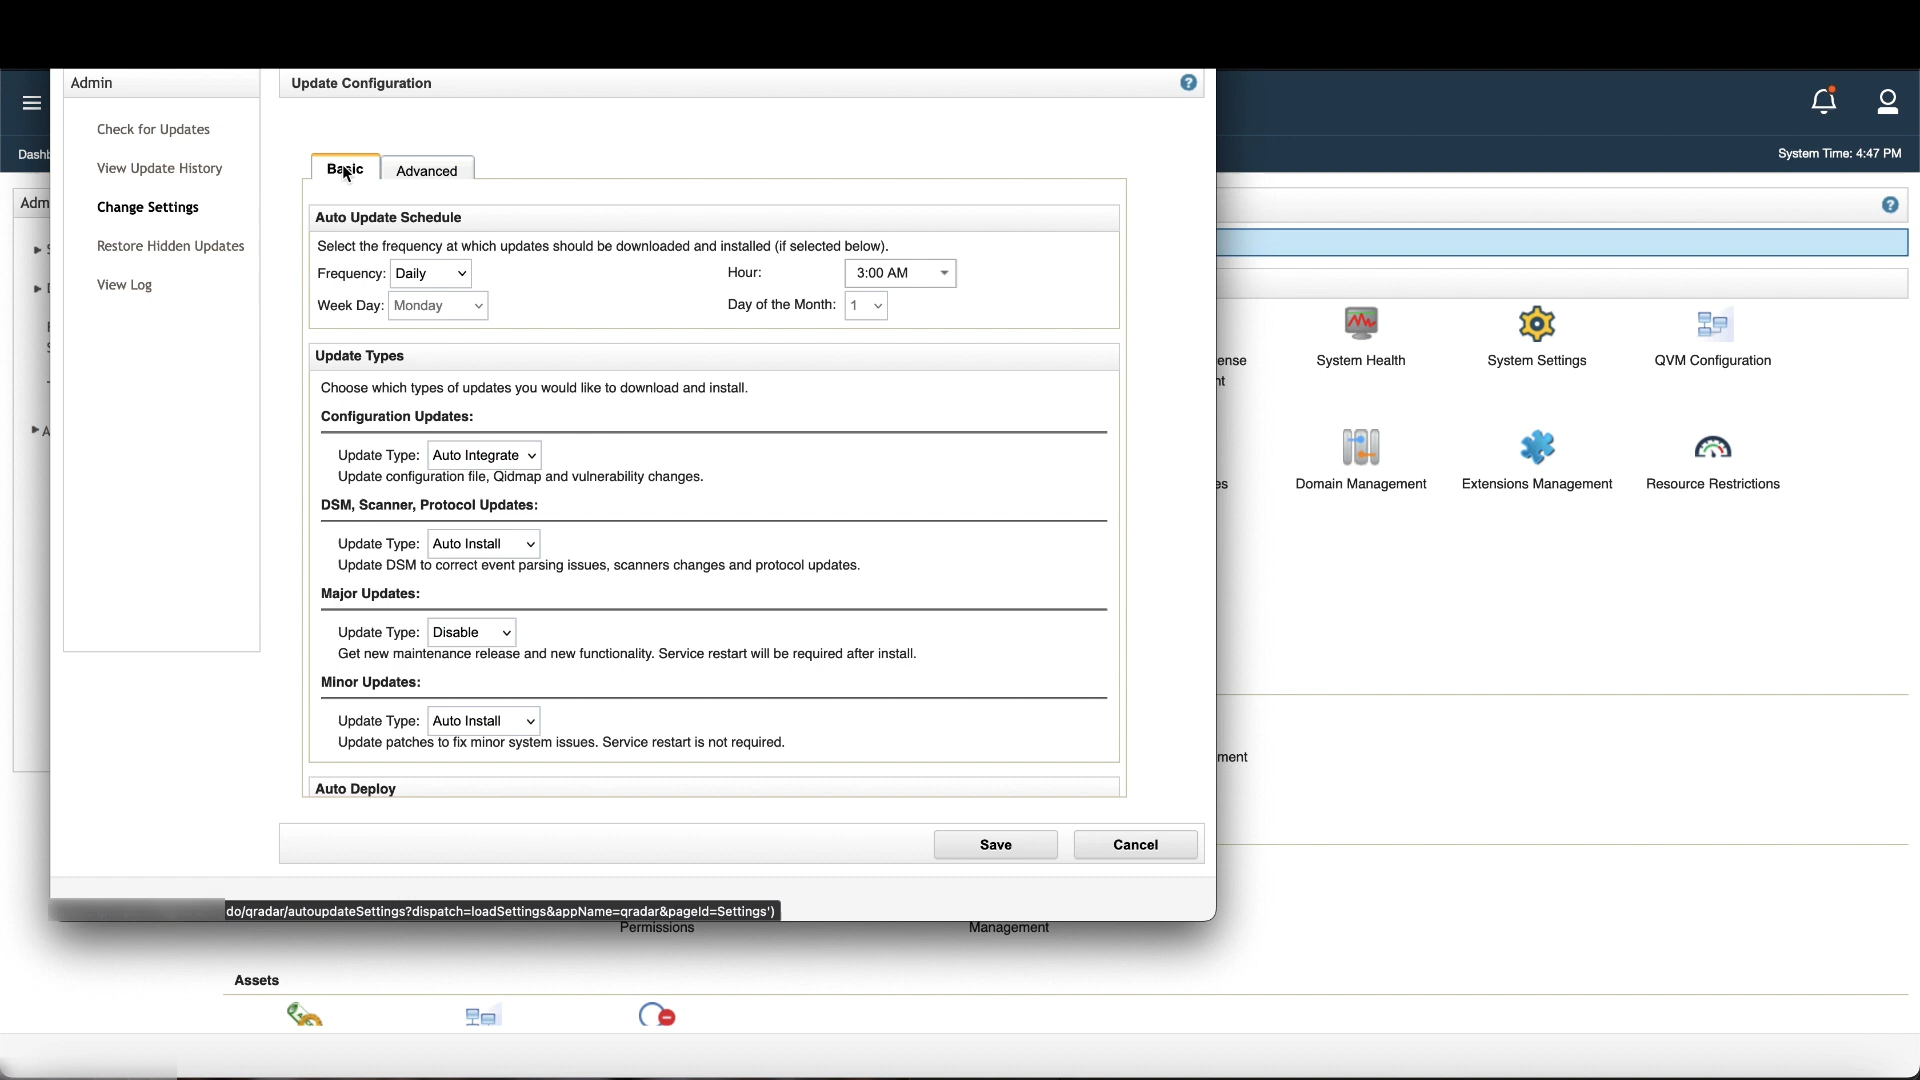 Admin
Check for Updates
View Update History
Change Settings
Restore Hidden Updates
View Log
Update Configuration
Basic
Advanced
Auto Update Schedule
Select the frequency at which updates should be downloaded and installed (if selected below).
Frequency: Daily
Hour: 3:00 AM
Week Day: Monday
Day of the Month: 1
Update Types
Choose which types of updates you would like to download and install.
Configuration Updates:
Update Type: Auto Integrate
Update configuration file, Qidmap and vulnerability changes.
DSM, Scanner, Protocol Updates:
Update Type: Auto Install
Update DSM to correct event parsing issues, scanners changes and protocol updates.
Major Updates:
Update Type: Disable
Get new maintenance release and new functionality. Service restart will be required after install.
Minor Updates:
Update Type: Auto Install
Update patches to fix minor system issues. Service restart is not required.
Auto Deploy
Save
Cancel
do/qradar/autoupdateSettings?dispatch=loadSettings&appName=qradar&pageId=Settings')
System Time: 4:47 PM
System Health
System Settings
QVM Configuration
Domain Management
Extensions Management
Resource Restrictions
Permissions
Management
Assets